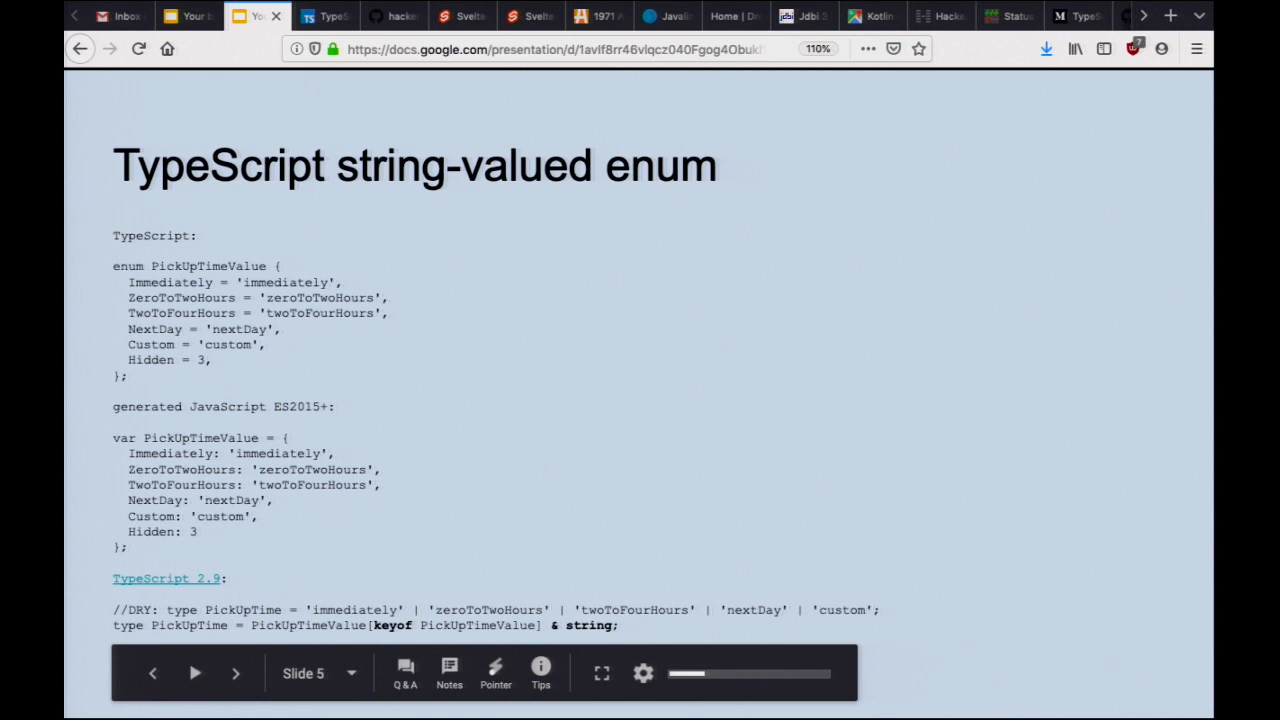 Inbox
Your b
Yo
TypeS
hacke
Svelte
Svelte
1971 A
Javalin
Home | Dr
Jdbi 3
Kotlin
Hacke
Status
TypeSc
https://docs.google.com/presentation/d/1avlf8rr46vlqcz040Fgog4Obukl
110%
7
TypeScript string-valued enum
TypeScript:
enum PickUpTimeValue {
Immediately = 'immediately',
ZeroToTwoHours = 'zeroToTwoHours',
TwoToFourHours = 'twoToFourHours',
NextDay = 'nextDay',
Custom = 'custom',
Hidden = 3,
};
generated JavaScript ES2015+:
var PickUpTimeValue = {
Immediately: 'immediately',
ZeroToTwoHours: 'zeroToTwoHours',
TwoToFourHours: 'twoToFourHours',
NextDay: 'nextDay',
Custom: 'custom',
Hidden: 3
};
TypeScript 2.9:
//DRY: type PickUpTime = 'immediately' | 'zeroToTwoHours' | 'twoToFourHours' | 'nextDay' | 'custom';
type PickUpTime = PickUpTimeValue[keyof PickUpTimeValue] & string;
Slide 5
Q & A
Notes
Pointer
Tips